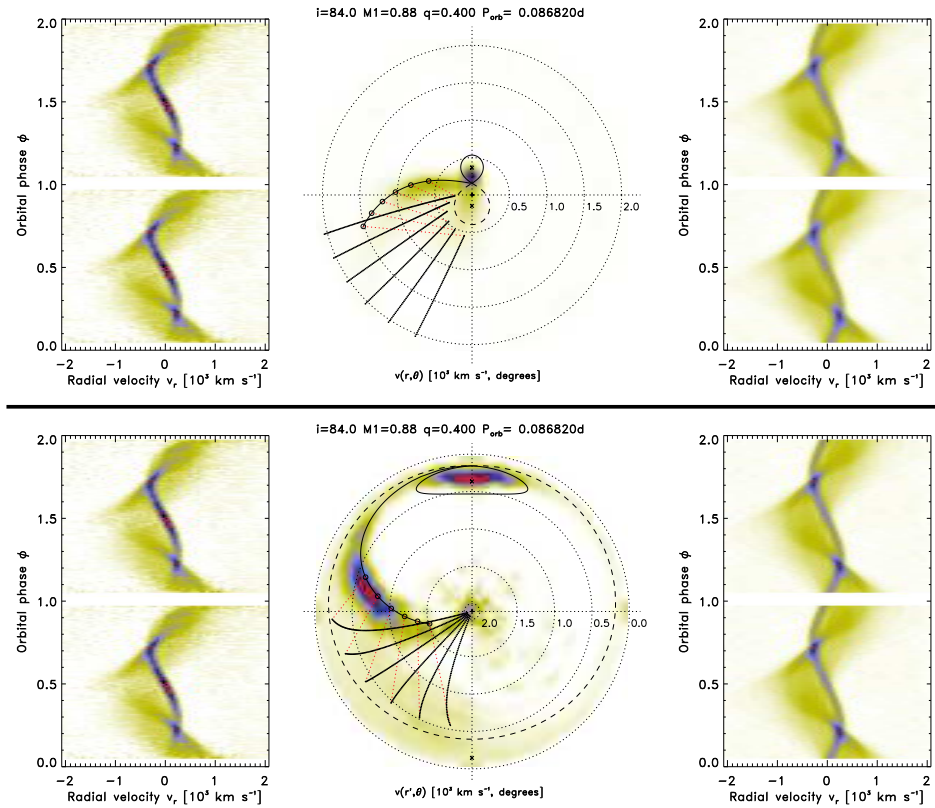 i=84.0 M1=0.88 q=0.400 P_orb= 0.086820d
2.0
1.5
1.0
0.5
0.0
Orbital phase ϕ
−2 −1 0 1 2
Radial velocity v_r [10³ km s⁻¹]
0.5 1.0 1.5 2.0
v(r,θ) [10³ km s⁻¹, degrees]
2.0
1.5
1.0
0.5
0.0
Orbital phase ϕ
−2 −1 0 1 2
Radial velocity v_r [10³ km s⁻¹]
i=84.0 M1=0.88 q=0.400 P_orb= 0.086820d
2.0
1.5
1.0
0.5
0.0
Orbital phase ϕ
−2 −1 0 1 2
Radial velocity v_r [10³ km s⁻¹]
2.0 1.5 1.0 0.5 0.0
v(r',θ) [10³ km s⁻¹, degrees]
2.0
1.5
1.0
0.5
0.0
Orbital phase ϕ
−2 −1 0 1 2
Radial velocity v_r [10³ km s⁻¹]